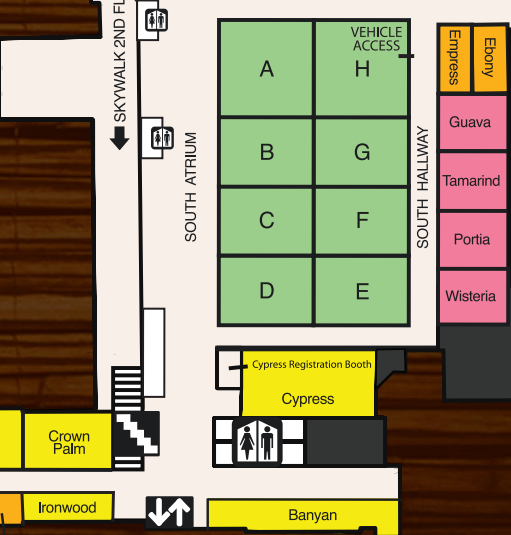 SKYWALK 2ND FL
VEHICLE
ACCESS
A
H
B
G
C
F
D
E
SOUTH ATRIUM
SOUTH HALLWAY
Empress
Ebony
Guava
Tamarind
Portia
Wisteria
Cypress Registration Booth
Cypress
Crown
Palm
Ironwood
Banyan